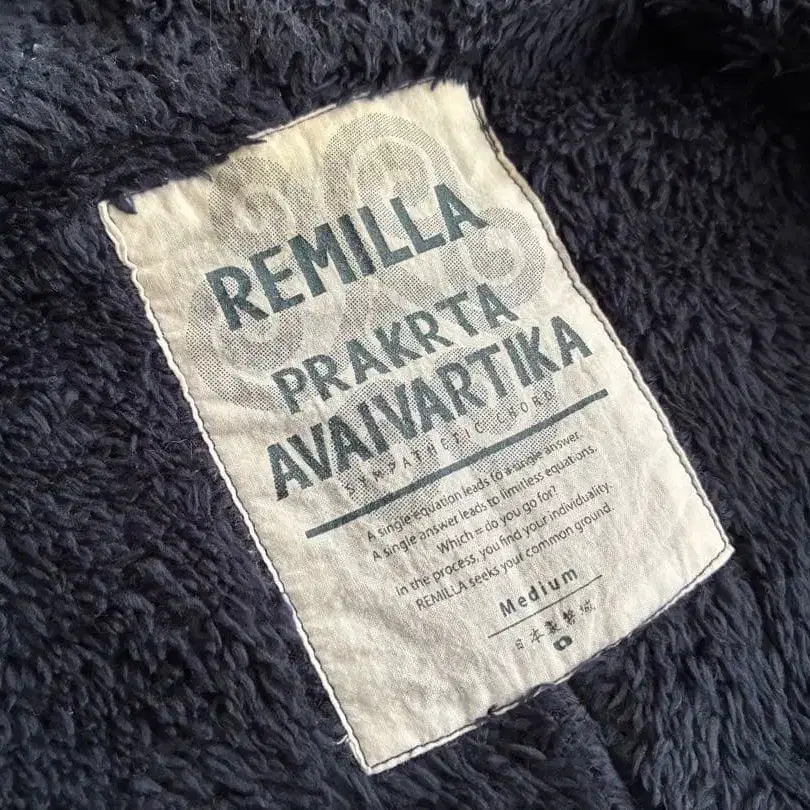 REMILLA
PRAKRTA
AVAIVARTIKA
SYMPATHETIC CHORD
A single equation leads to a single answer.
A single answer leads to limitless equations.
Which = do you go for?
In the process, you find your individuality.
REMILLA seeks your common ground.
Medium
日本製